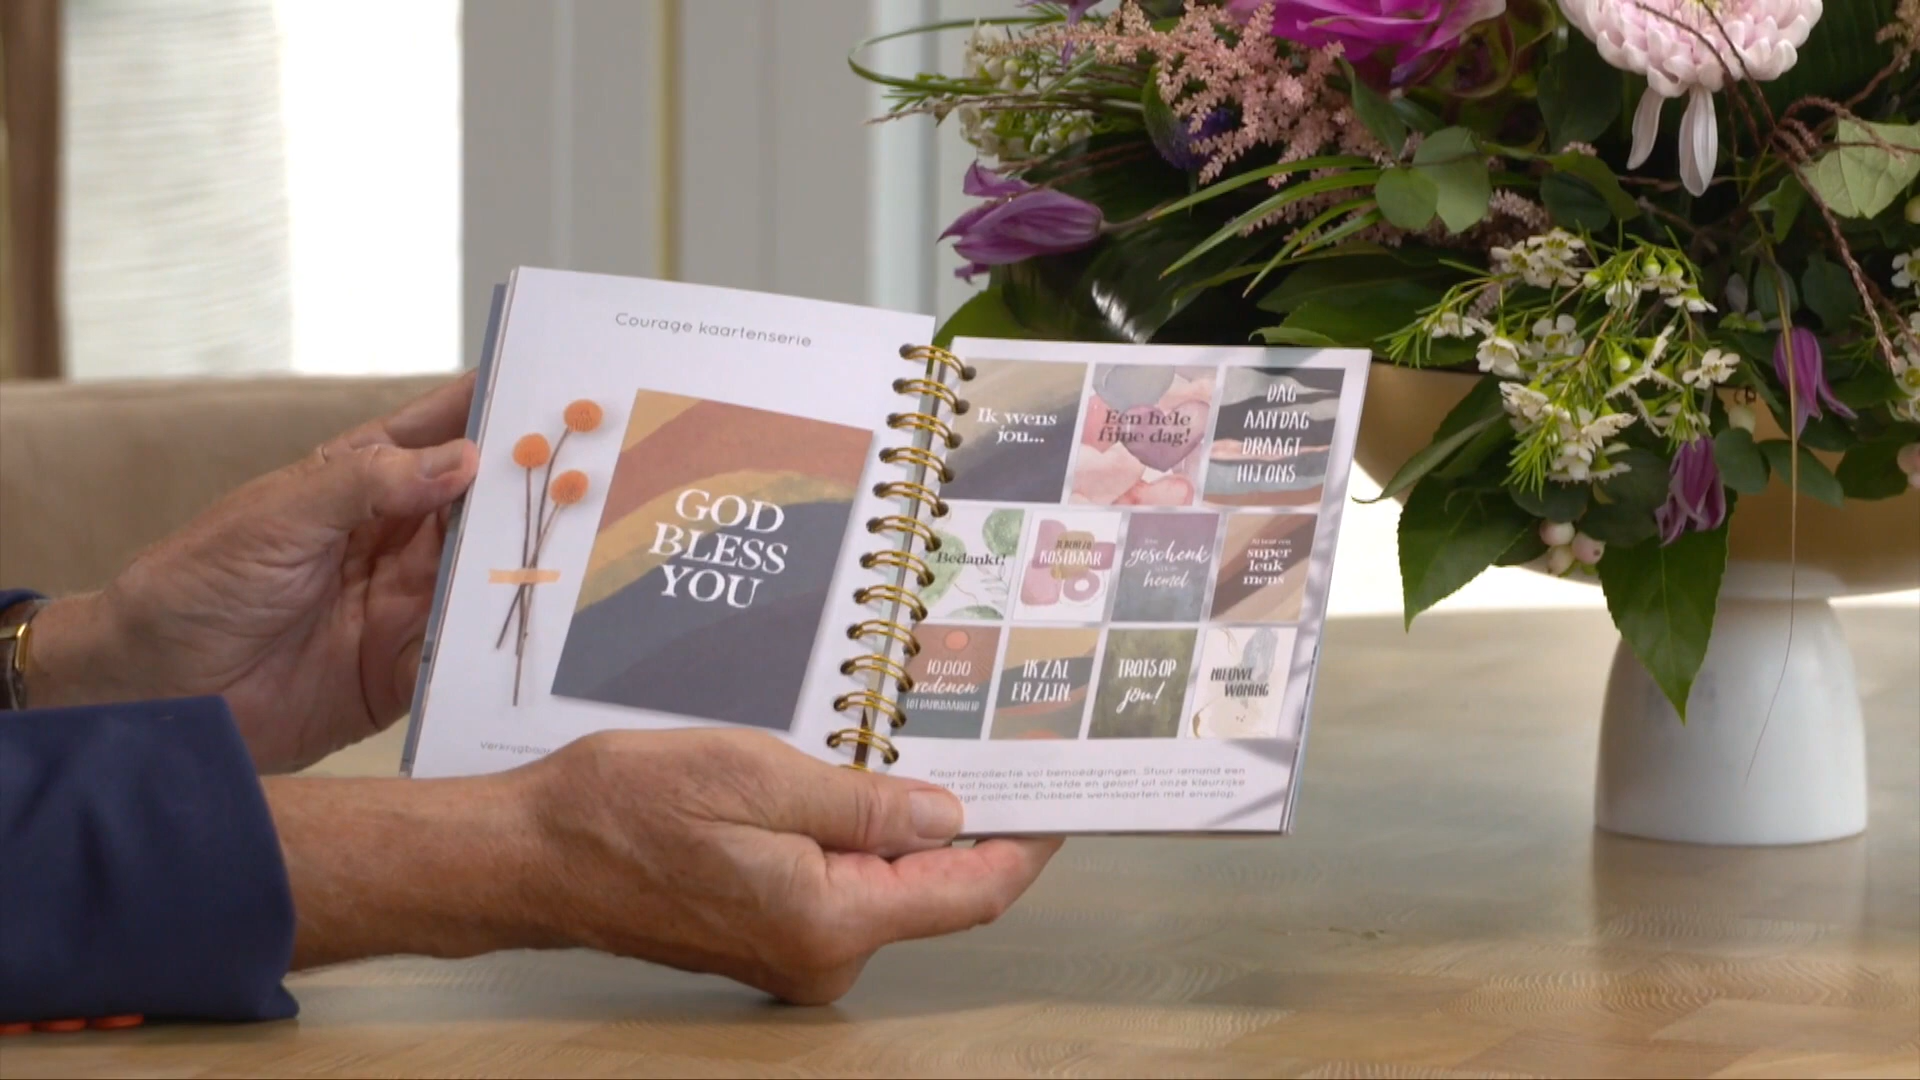 Courage kaartenserie
GOD
BLESS
YOU
Ik wens
jou...
Een hele
fijne dag!
DAG
AAN DAG
DRAAGT
HIJ ONS
Bedankt!
KOSTBAAR
geschenk
hemel
super
leuk
mens
10.000
redenen
TOT DANKBAARHEID
IK ZAL
ER ZIJN.
TROTS OP
jou!
NIEUWE
WONING
Kaartencollectie vol bemoedigingen. Stuur iemand een
vol hoop, steun, liefde en geloof uit onze kleurrijke
collectie. Dubbele wenskaarten met envelop.